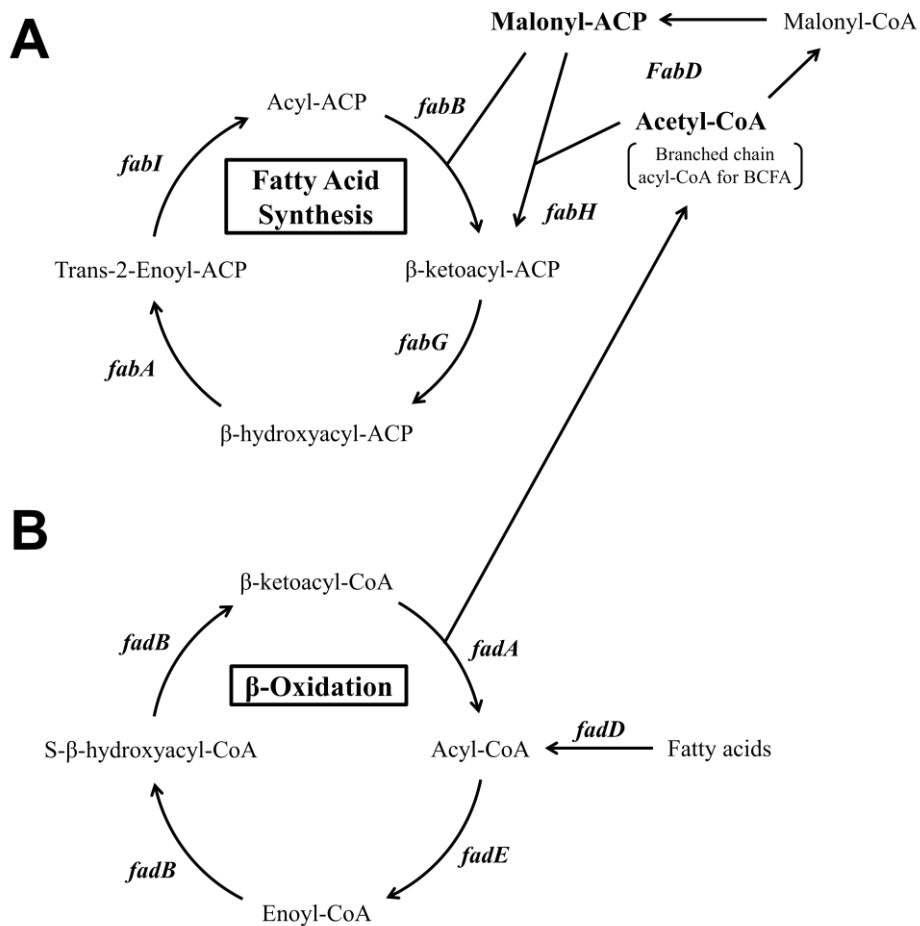 A
Malonyl-ACP
Malonyl-CoA
FabD
Acyl-ACP
fabB
Acetyl-CoA
Branched chain
acyl-CoA for BCFA
fabI
Fatty Acid
Synthesis
fabH
Trans-2-Enoyl-ACP
β-ketoacyl-ACP
fabG
fabA
β-hydroxyacyl-ACP
B
β-ketoacyl-CoA
fadB
fadA
β-Oxidation
S-β-hydroxyacyl-CoA
Acyl-CoA
fadD
Fatty acids
fadE
fadB
Enoyl-CoA